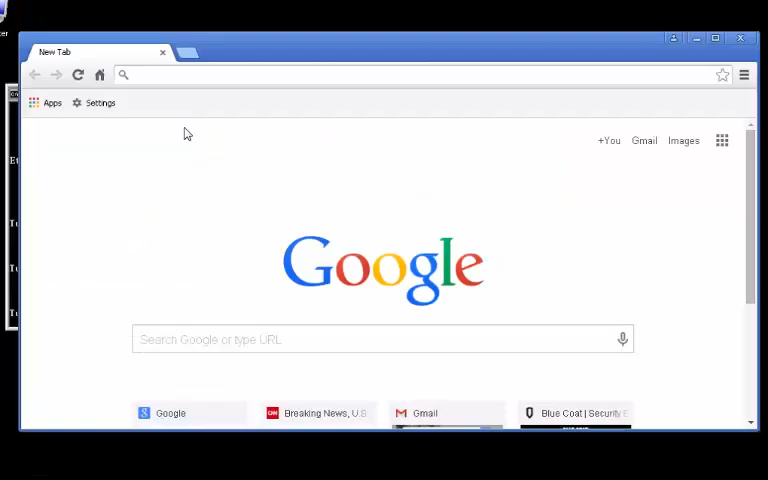 New Tab
Apps
Settings
+You
Gmail
Images
Google
Search Google or type URL
Google
CNN
Breaking News, U.S
Gmail
Blue Coat | Security E